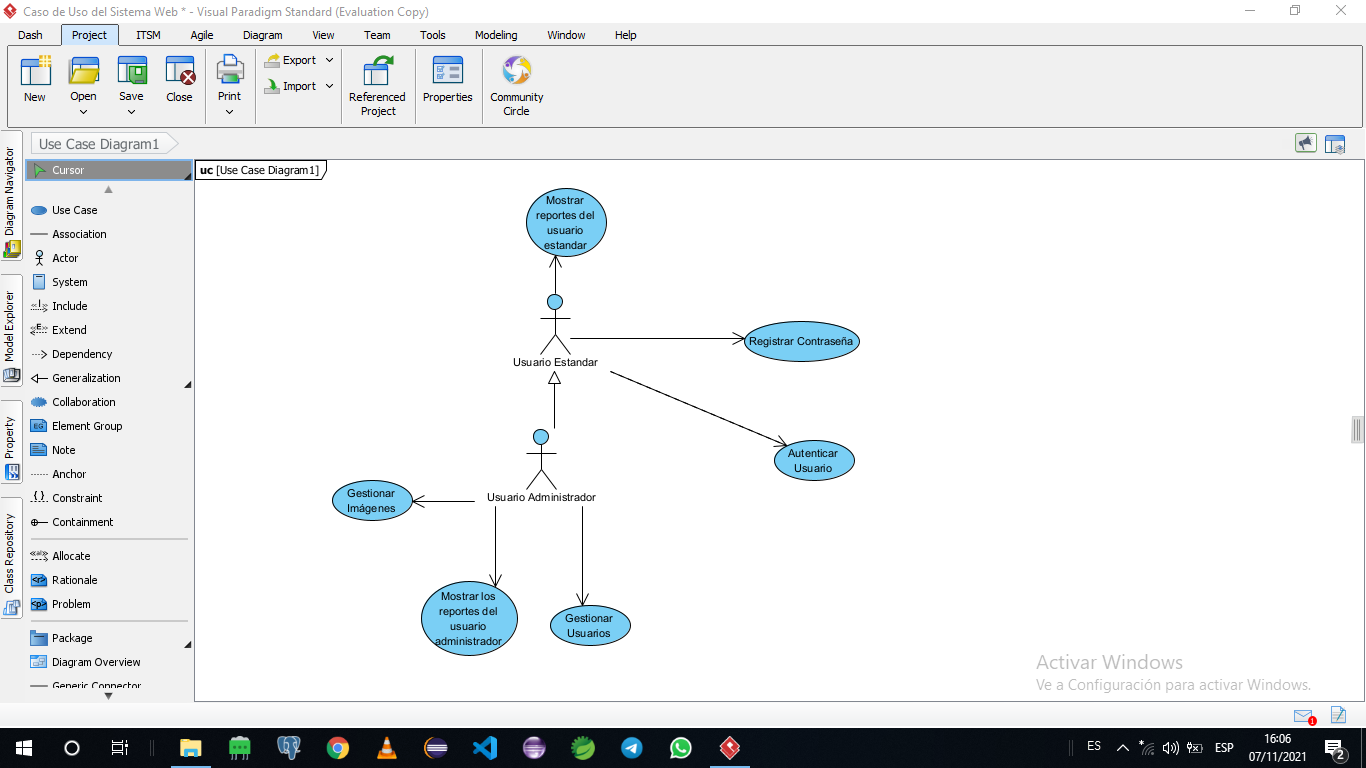 Caso de Uso del Sistema Web * - Visual Paradigm Standard (Evaluation Copy)
Dash Project ITSM Agile Diagram View Team Tools Modeling Window Help
New Open Save Close Print
Export
Import
Referenced
Project
Properties
Community
Circle
Use Case Diagram1
Diagram Navigator
Model Explorer
Property
Class Repository
Cursor
Use Case
Association
Actor
System
Include
Extend
Dependency
Generalization
Collaboration
Element Group
Note
Anchor
Constraint
Containment
Allocate
Rationale
Problem
Package
Diagram Overview
Generic Connector
uc [Use Case Diagram1]
Mostrar
reportes del
usuario
estandar
Usuario Estandar
Registrar Contraseña
Autenticar
Usuario
Usuario Administrador
Gestionar
Imágenes
Mostrar los
reportes del
usuario
administrador
Gestionar
Usuarios
Activar Windows
Ve a Configuración para activar Windows.
1
ES
ESP
16:06
07/11/2021
2